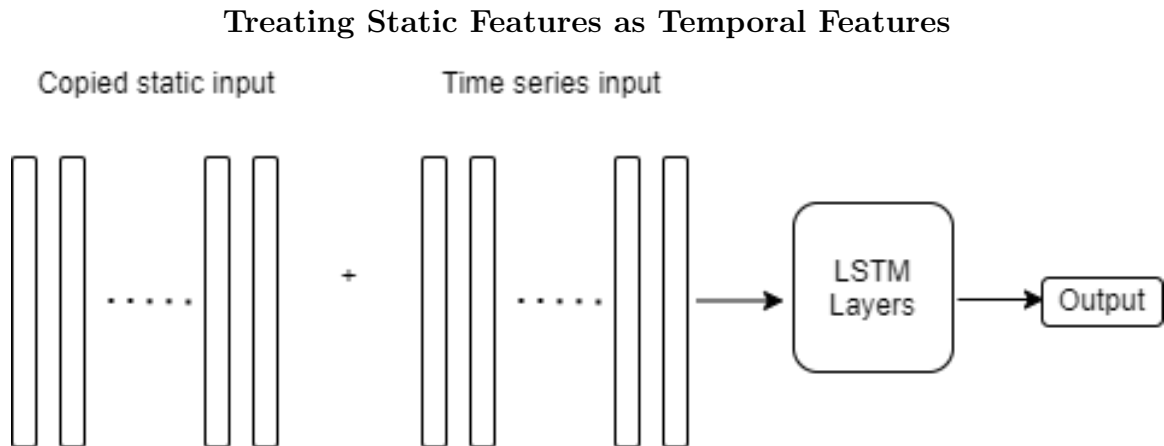 Treating Static Features as Temporal Features
Copied static input
Time series input
+
LSTM
Layers
Output